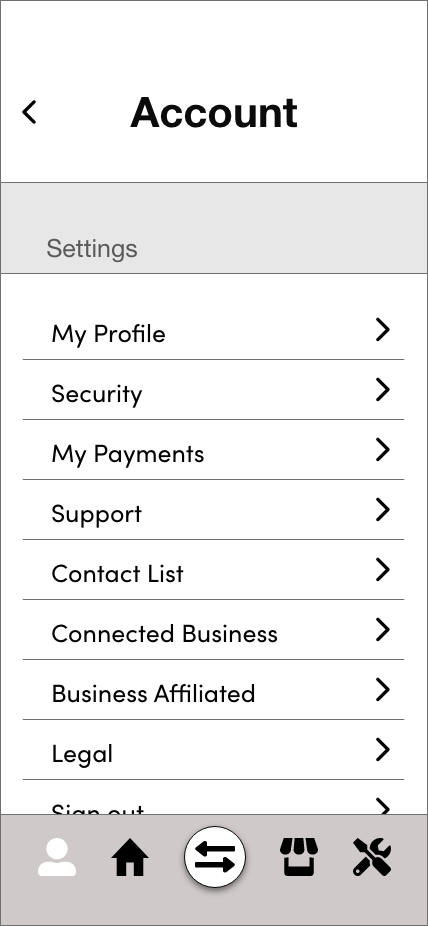 Account
Settings
My Profile
Security
My Payments
Support
Contact List
Connected Business
Business Affiliated
Legal
Sign out